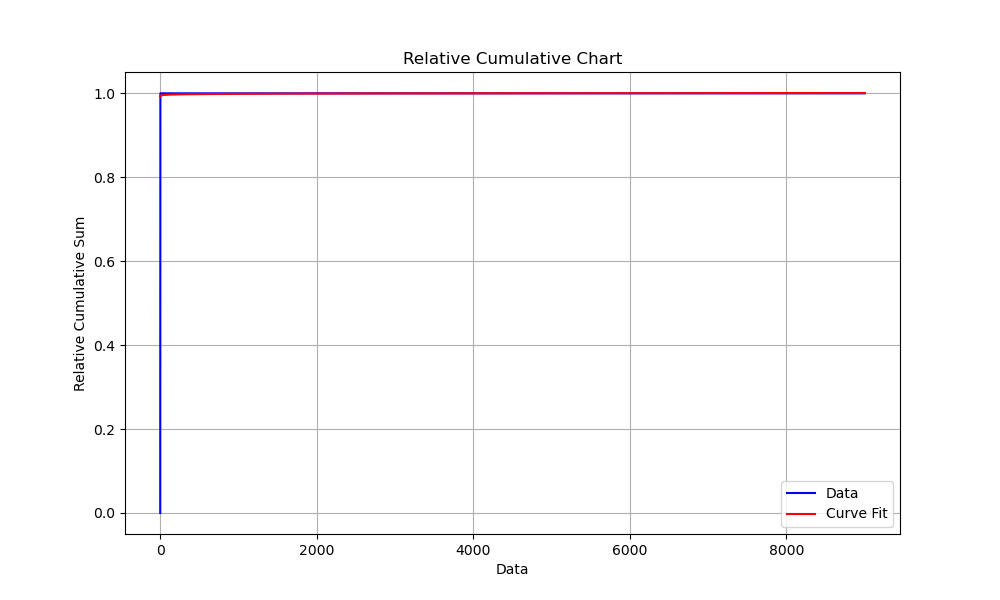 Relative Cumulative Chart
Relative Cumulative Sum
1.0
0.8
0.6
0.4
0.2
0.0
0 2000 4000 6000 8000
Data
Data
Curve Fit